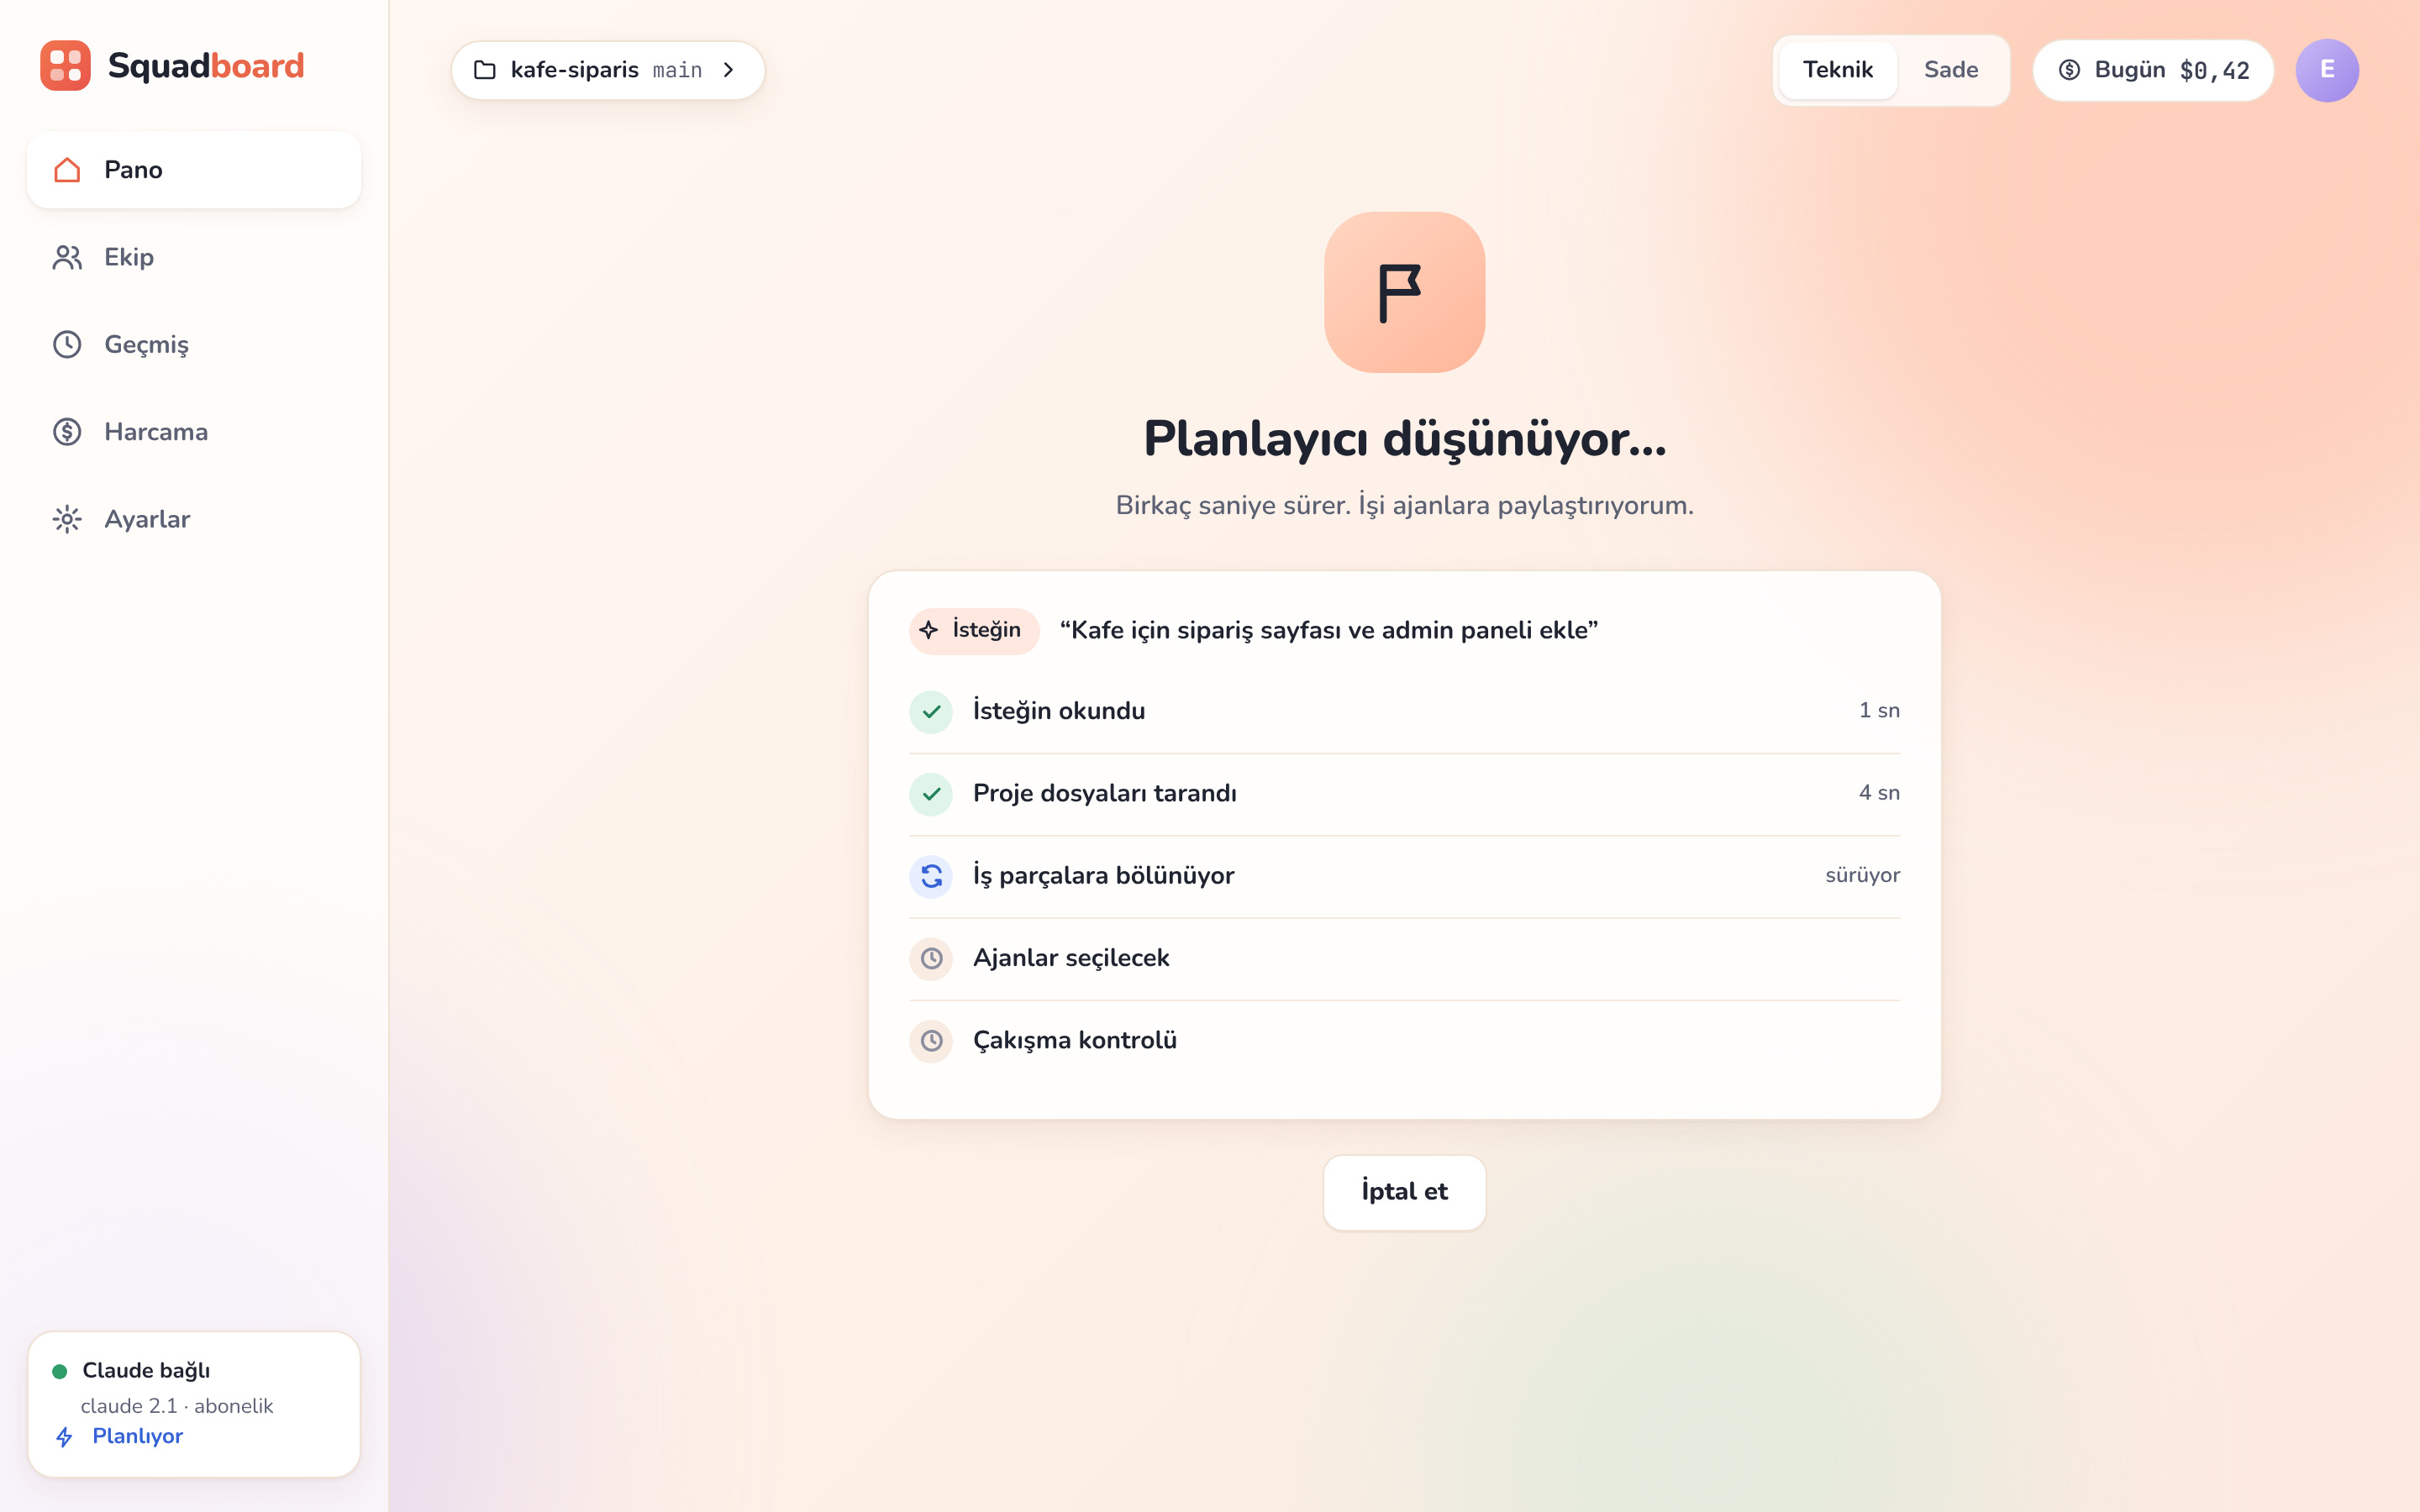 Squadboard
kafe-siparis main
Teknik Sade
Bugün $0,42
E
Pano
Ekip
Geçmiş
Harcama
Ayarlar
Planlayıcı düşünüyor...
Birkaç saniye sürer. İşi ajanlara paylaştırıyorum.
İsteğin “Kafe için sipariş sayfası ve admin paneli ekle”
İsteğin okundu 1 sn
Proje dosyaları tarandı 4 sn
İş parçalara bölünüyor sürüyor
Ajanlar seçilecek
Çakışma kontrolü
İptal et
Claude bağlı
claude 2.1 · abonelik
Planlıyor